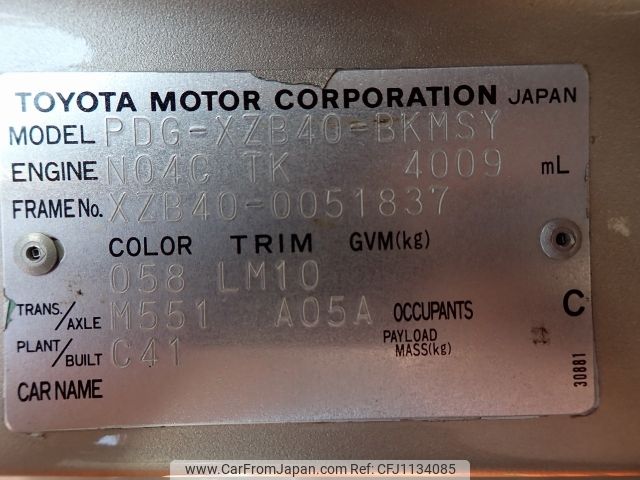 TOYOTA MOTOR CORPORATION JAPAN
MODEL PDG-XZB40-BKMSY
ENGINE N04C TK 4009 mL
FRAME No. XZB40-0051837
COLOR TRIM GVM(kg)
058 LM10
TRANS./AXLE M551 A05A OCCUPANTS C
PLANT/BUILT C41 PAYLOAD MASS(kg)
CAR NAME
30881
www.CarFromJapan.com | Photo ID: CFJ1134085